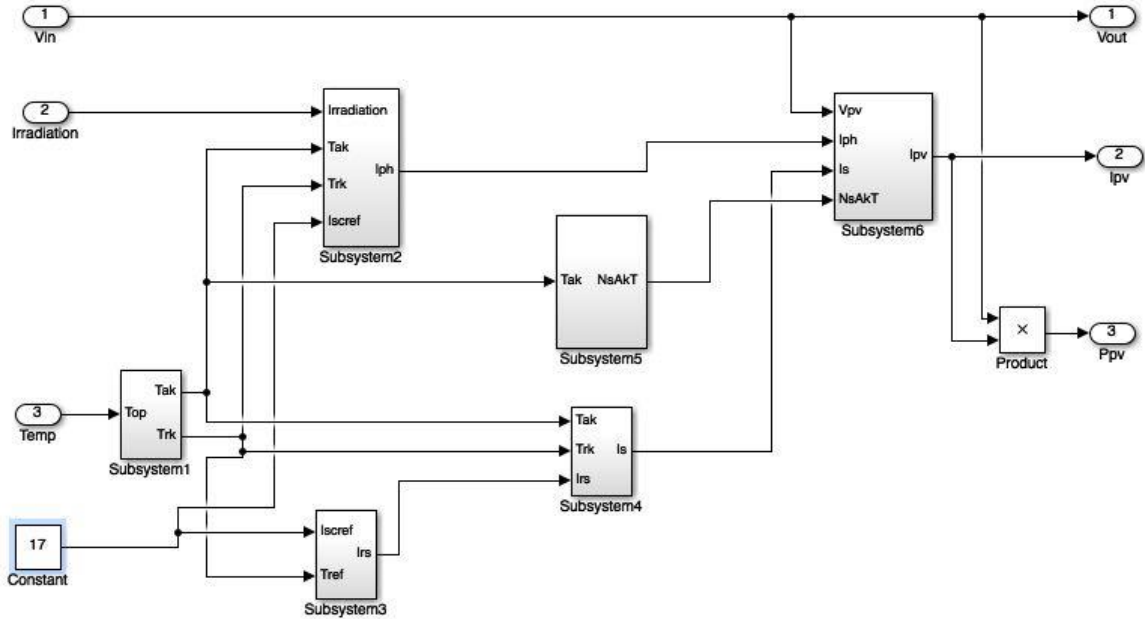 1
Vin
1
Vout
2
Irradiation
Irradiation
Tak
Trk
Iscref
Iph
Subsystem2
Vpv
Iph
Is
NsAkT
Ipv
Subsystem6
2
Ipv
Tak
NsAkT
Subsystem5
×
Product
3
Ppv
3
Temp
Top
Tak
Trk
Subsystem1
Tak
Trk
Irs
Is
Subsystem4
17
Constant
Iscref
Tref
Irs
Subsystem3